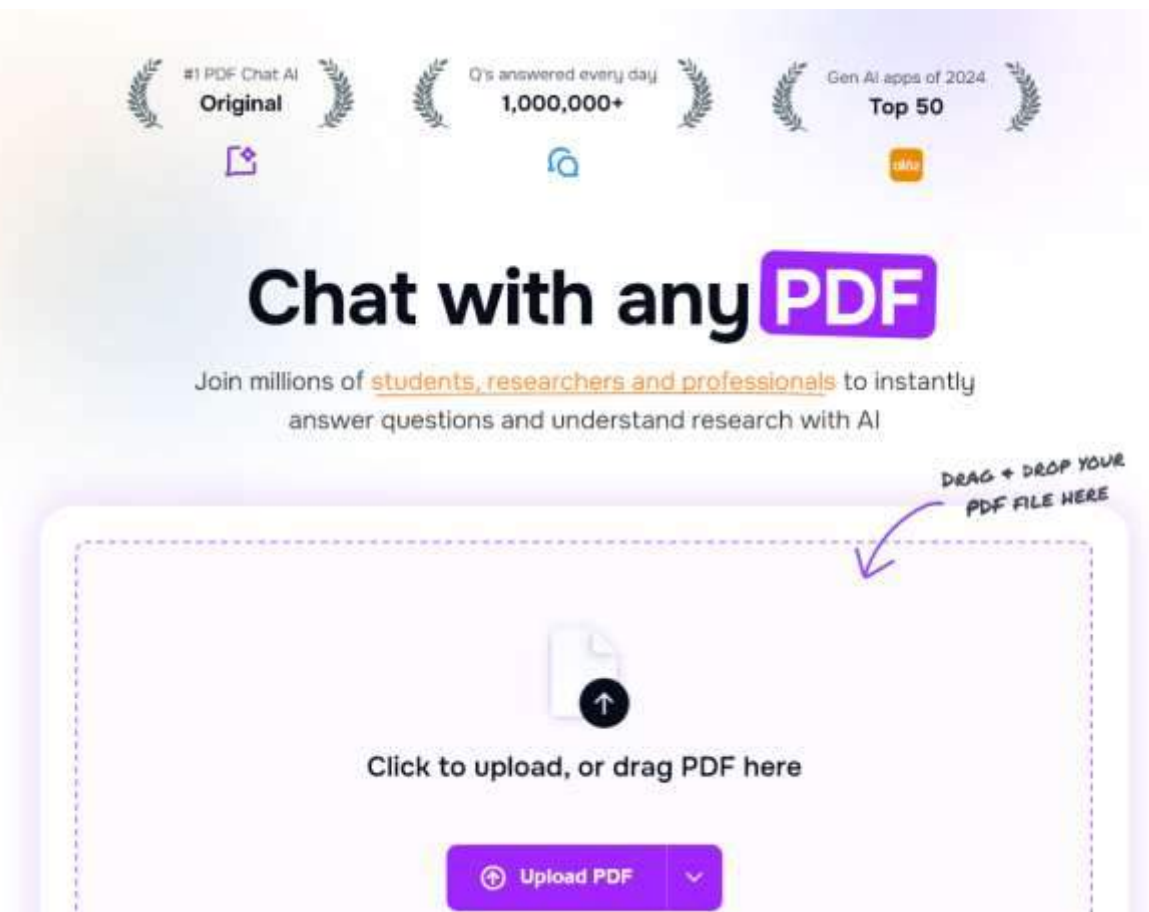 #1 PDF Chat AI
Original
Q's answered every day
1,000,000+
Gen AI apps of 2024
Top 50
Chat with any PDF
Join millions of students, researchers and professionals to instantly
answer questions and understand research with AI
DRAG + DROP YOUR
PDF FILE HERE
Click to upload, or drag PDF here
Upload PDF